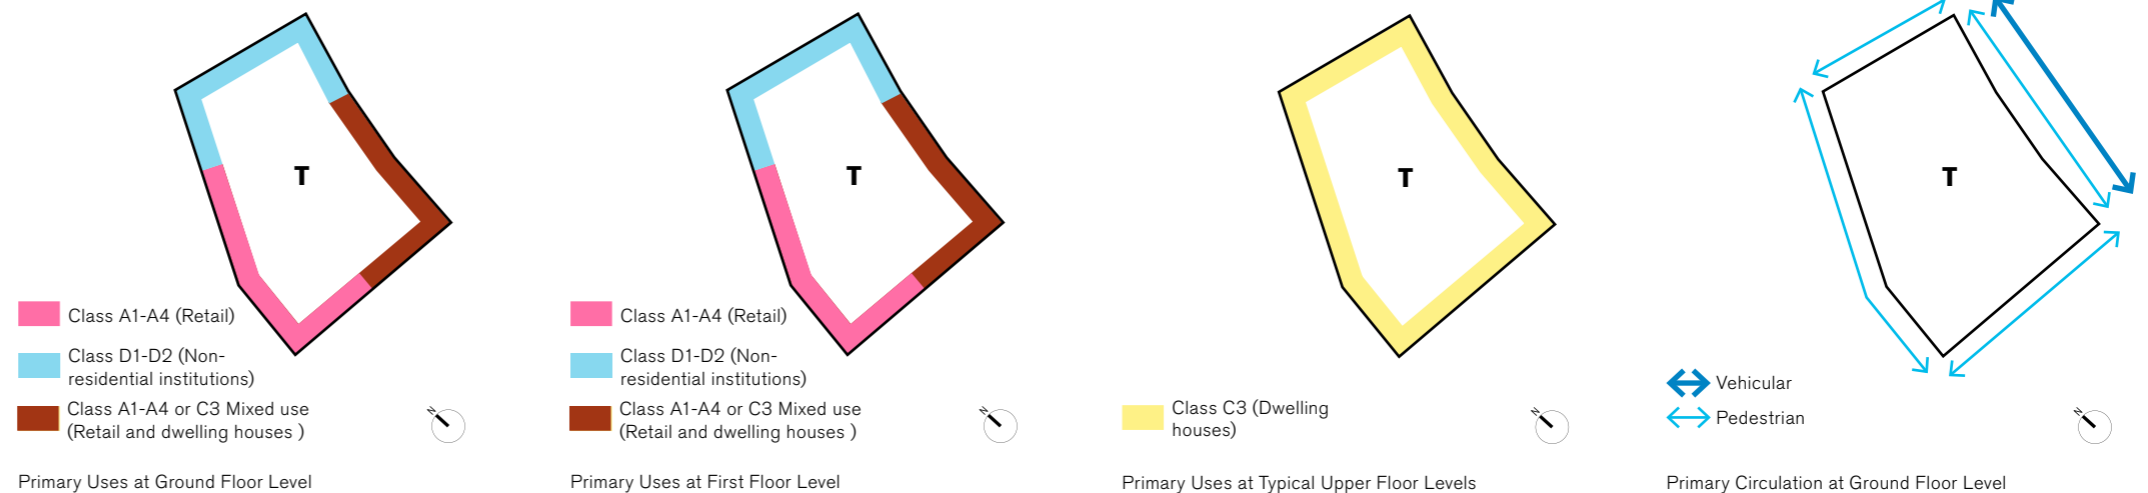 T
Class A1-A4 (Retail)
Class D1-D2 (Non-
residential institutions)
Class A1-A4 or C3 Mixed use
(Retail and dwelling houses )
N
Primary Uses at Ground Floor Level
T
Class A1-A4 (Retail)
Class D1-D2 (Non-
residential institutions)
Class A1-A4 or C3 Mixed use
(Retail and dwelling houses )
N
Primary Uses at First Floor Level
T
Class C3 (Dwelling
houses)
N
Primary Uses at Typical Upper Floor Levels
T
Vehicular
Pedestrian
N
Primary Circulation at Ground Floor Level